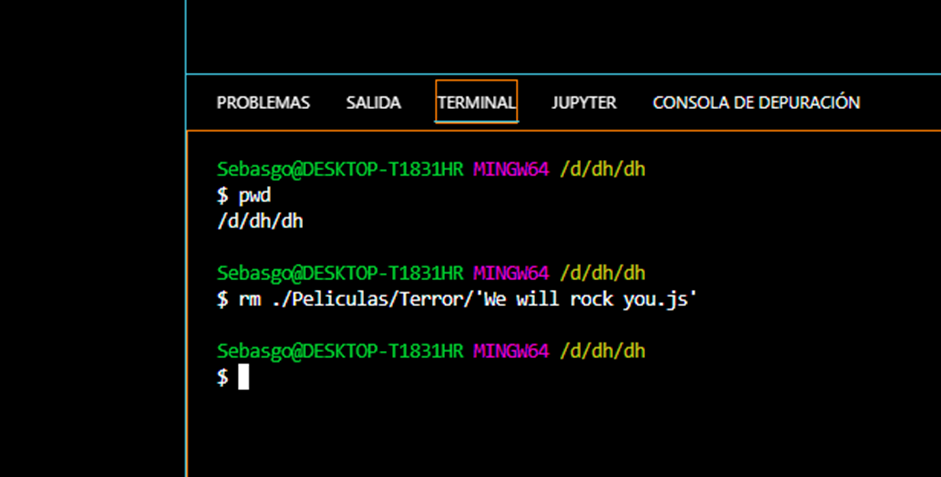 PROBLEMAS SALIDA TERMINAL JUPYTER CONSOLA DE DEPURACIÓN
Sebasgo@DESKTOP-T1831HR MINGW64 /d/dh/dh
$ pwd
/d/dh/dh
Sebasgo@DESKTOP-T1831HR MINGW64 /d/dh/dh
$ rm ./Peliculas/Terror/'We will rock you.js'
Sebasgo@DESKTOP-T1831HR MINGW64 /d/dh/dh
$